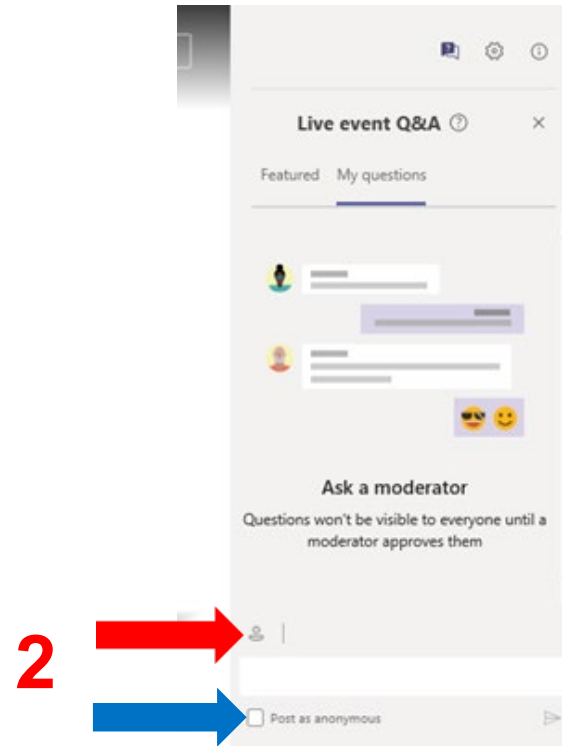 Live event Q&A
Featured My questions
Ask a moderator
Questions won't be visible to everyone until a
moderator approves them
2
Post as anonymous